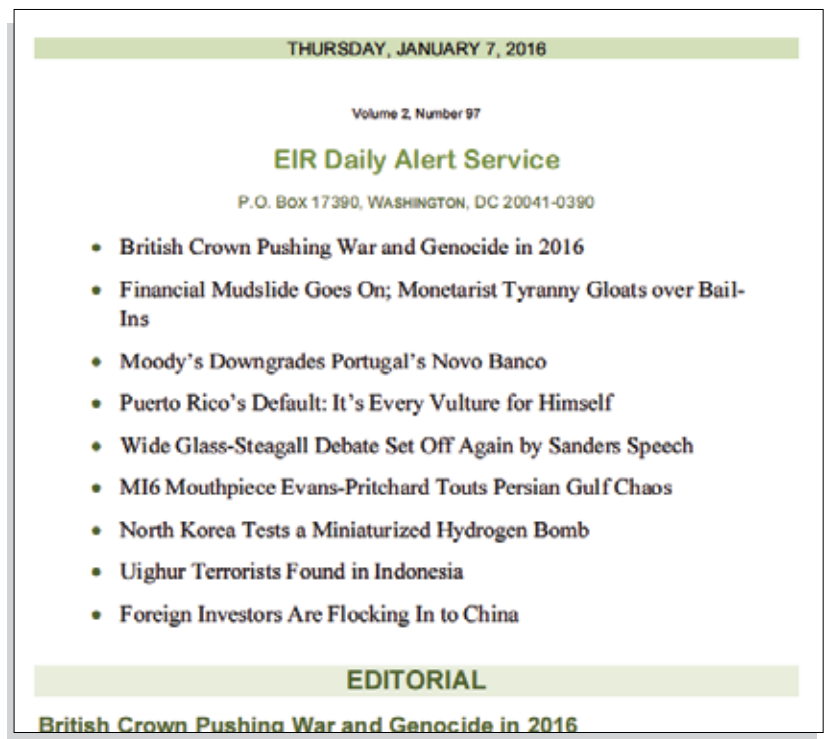 THURSDAY, JANUARY 7, 2016
Volume 2, Number 97
EIR Daily Alert Service
P.O. BOX 17390, WASHINGTON, DC 20041-0390
• British Crown Pushing War and Genocide in 2016
• Financial Mudslide Goes On; Monetarist Tyranny Gloats over Bail-
Ins
• Moody's Downgrades Portugal's Novo Banco
• Puerto Rico's Default: It's Every Vulture for Himself
• Wide Glass-Steagall Debate Set Off Again by Sanders Speech
• MI6 Mouthpiece Evans-Pritchard Touts Persian Gulf Chaos
• North Korea Tests a Miniaturized Hydrogen Bomb
• Uighur Terrorists Found in Indonesia
• Foreign Investors Are Flocking In to China
EDITORIAL
British Crown Pushing War and Genocide in 2016